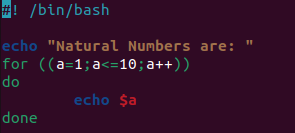 #! /bin/bash
echo "Natural Numbers are: "
for ((a=1;a<=10;a++))
do
        echo $a
done